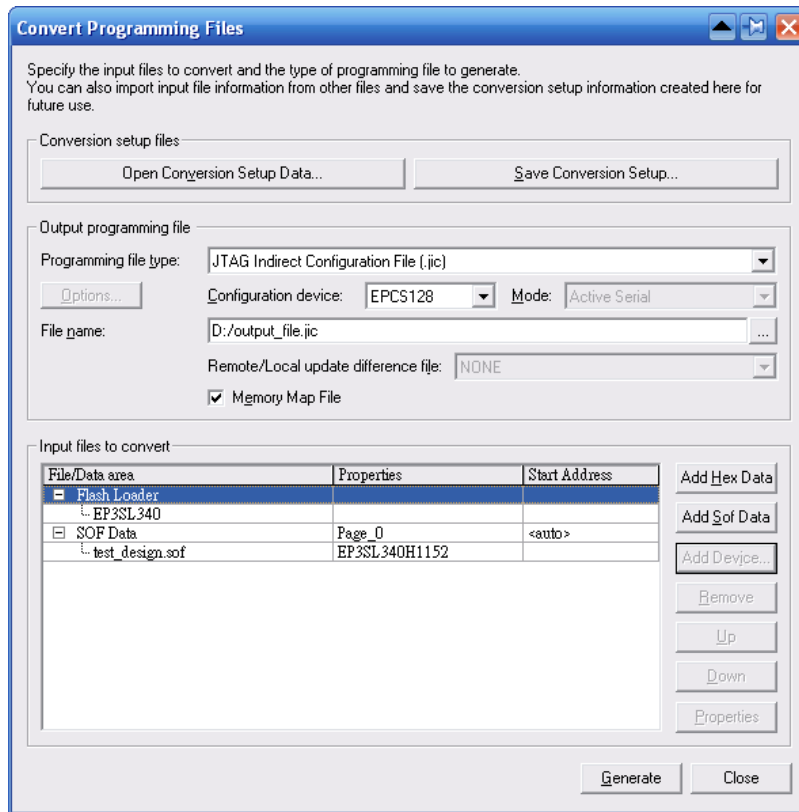 Convert Programming Files
Specify the input files to convert and the type of programming file to generate.
You can also import input file information from other files and save the conversion setup information created here for
future use.
Conversion setup files
Open Conversion Setup Data... Save Conversion Setup...
Output programming file
Programming file type: JTAG Indirect Configuration File (.jic)
Options... Configuration device: EPCS128 Mode: Active Serial
File name: D:/output_file.jic ...
Remote/Local update difference file: NONE
Memory Map File
Input files to convert
File/Data area Properties Start Address
Flash Loader
EP3SL340
SOF Data Page_0 <auto>
test_design.sof EP3SL340H1152
Add Hex Data
Add Sof Data
Add Device...
Remove
Up
Down
Properties
Generate Close